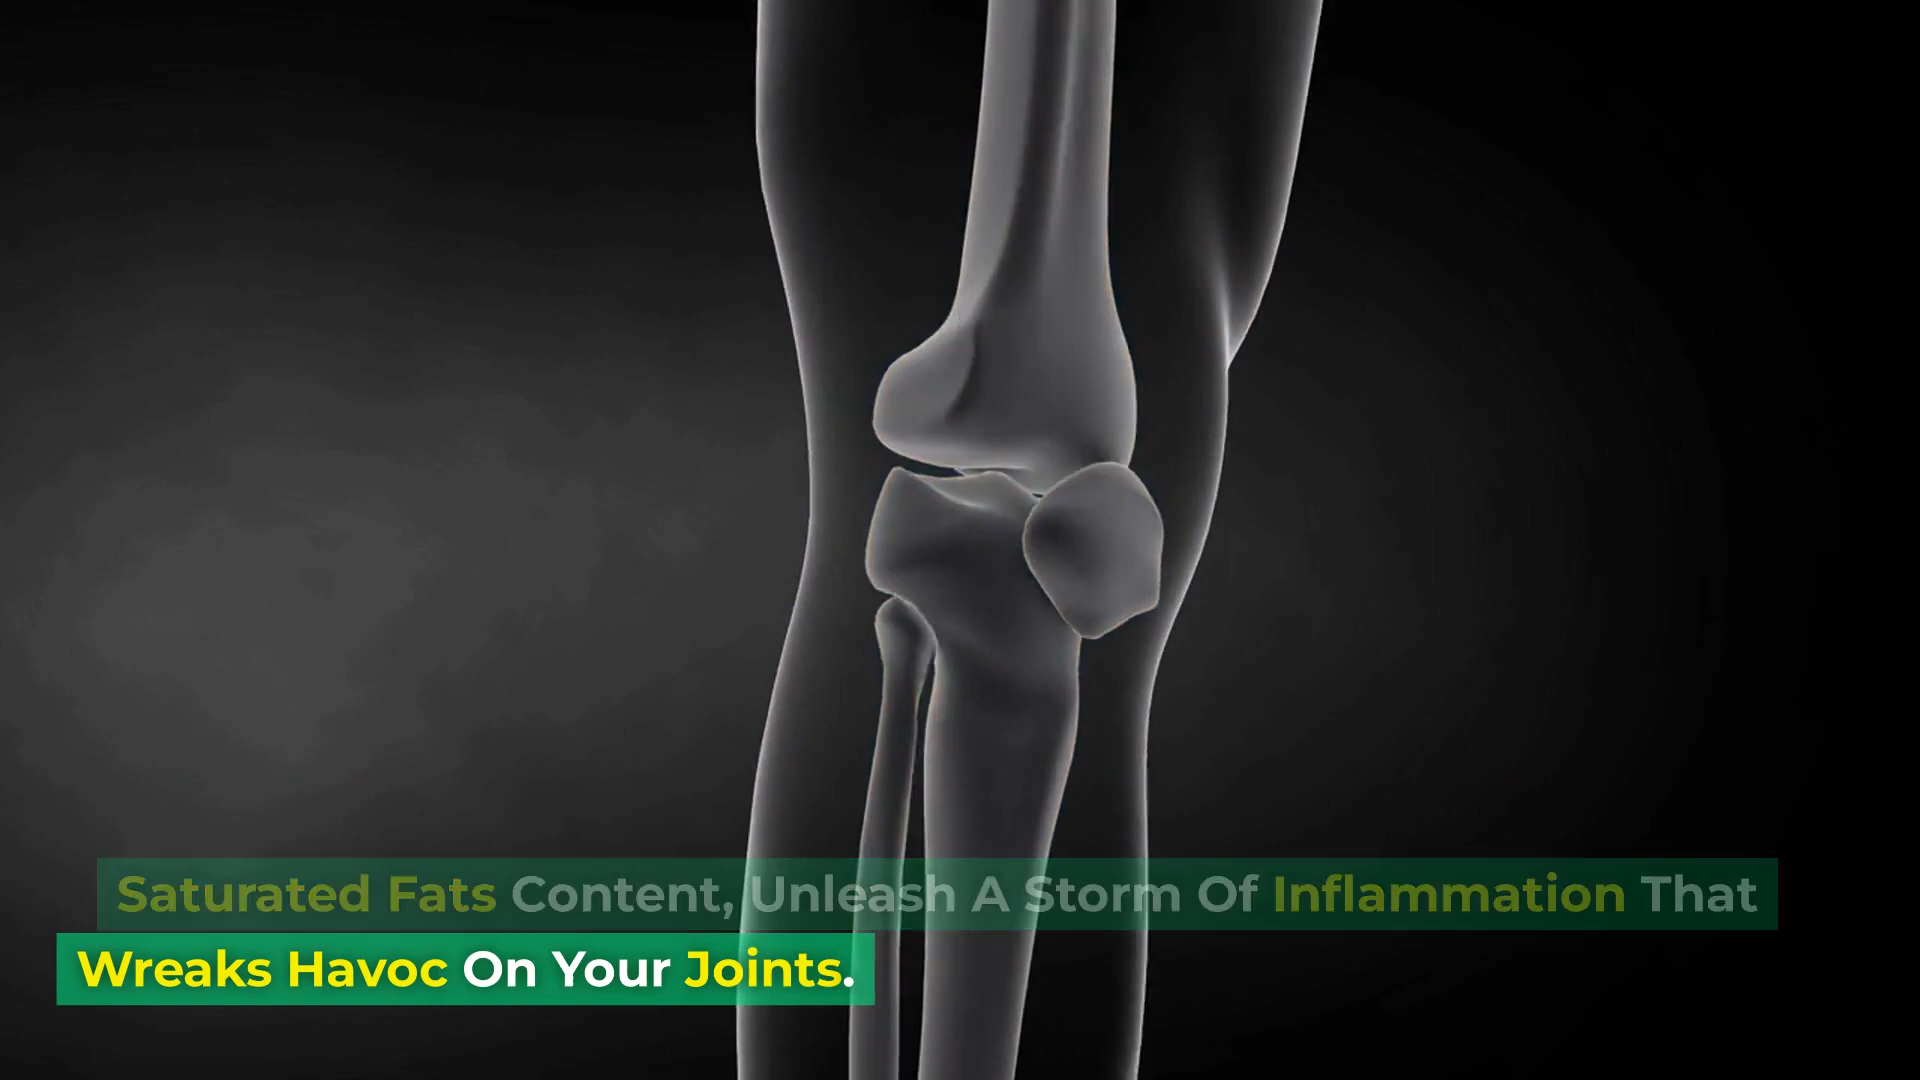 Saturated Fats Content, Unleash A Storm Of Inflammation That
Wreaks Havoc On Your Joints.